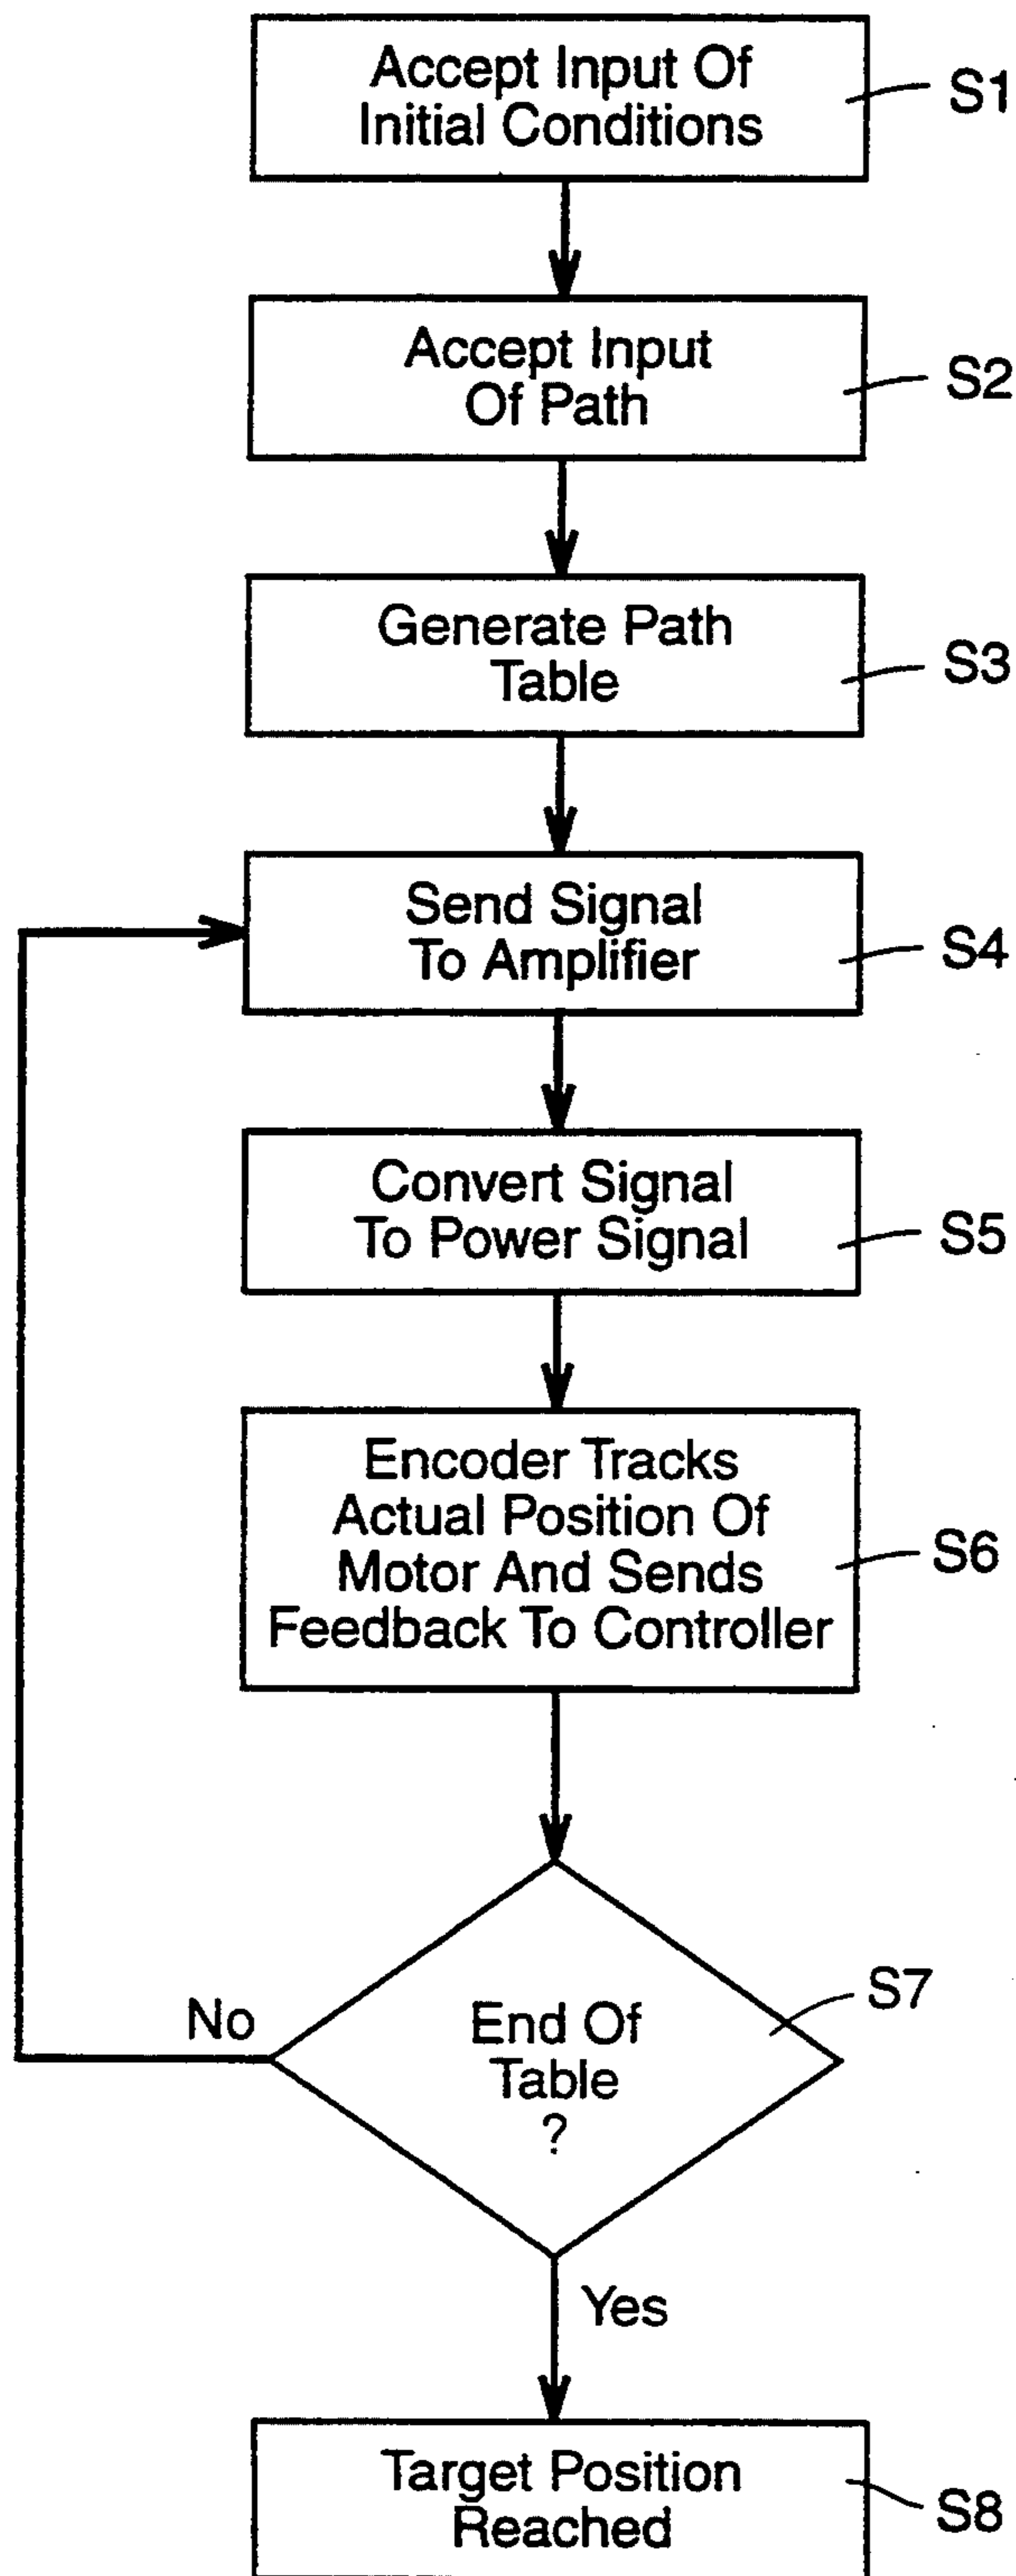 Accept Input Of
Initial Conditions
S1
Accept Input
Of Path
S2
Generate Path
Table
S3
Send Signal
To Amplifier
S4
Convert Signal
To Power Signal
S5
Encoder Tracks
Actual Position Of
Motor And Sends
Feedback To Controller
S6
End Of
Table
?
S7
No
Yes
Target Position
Reached
S8